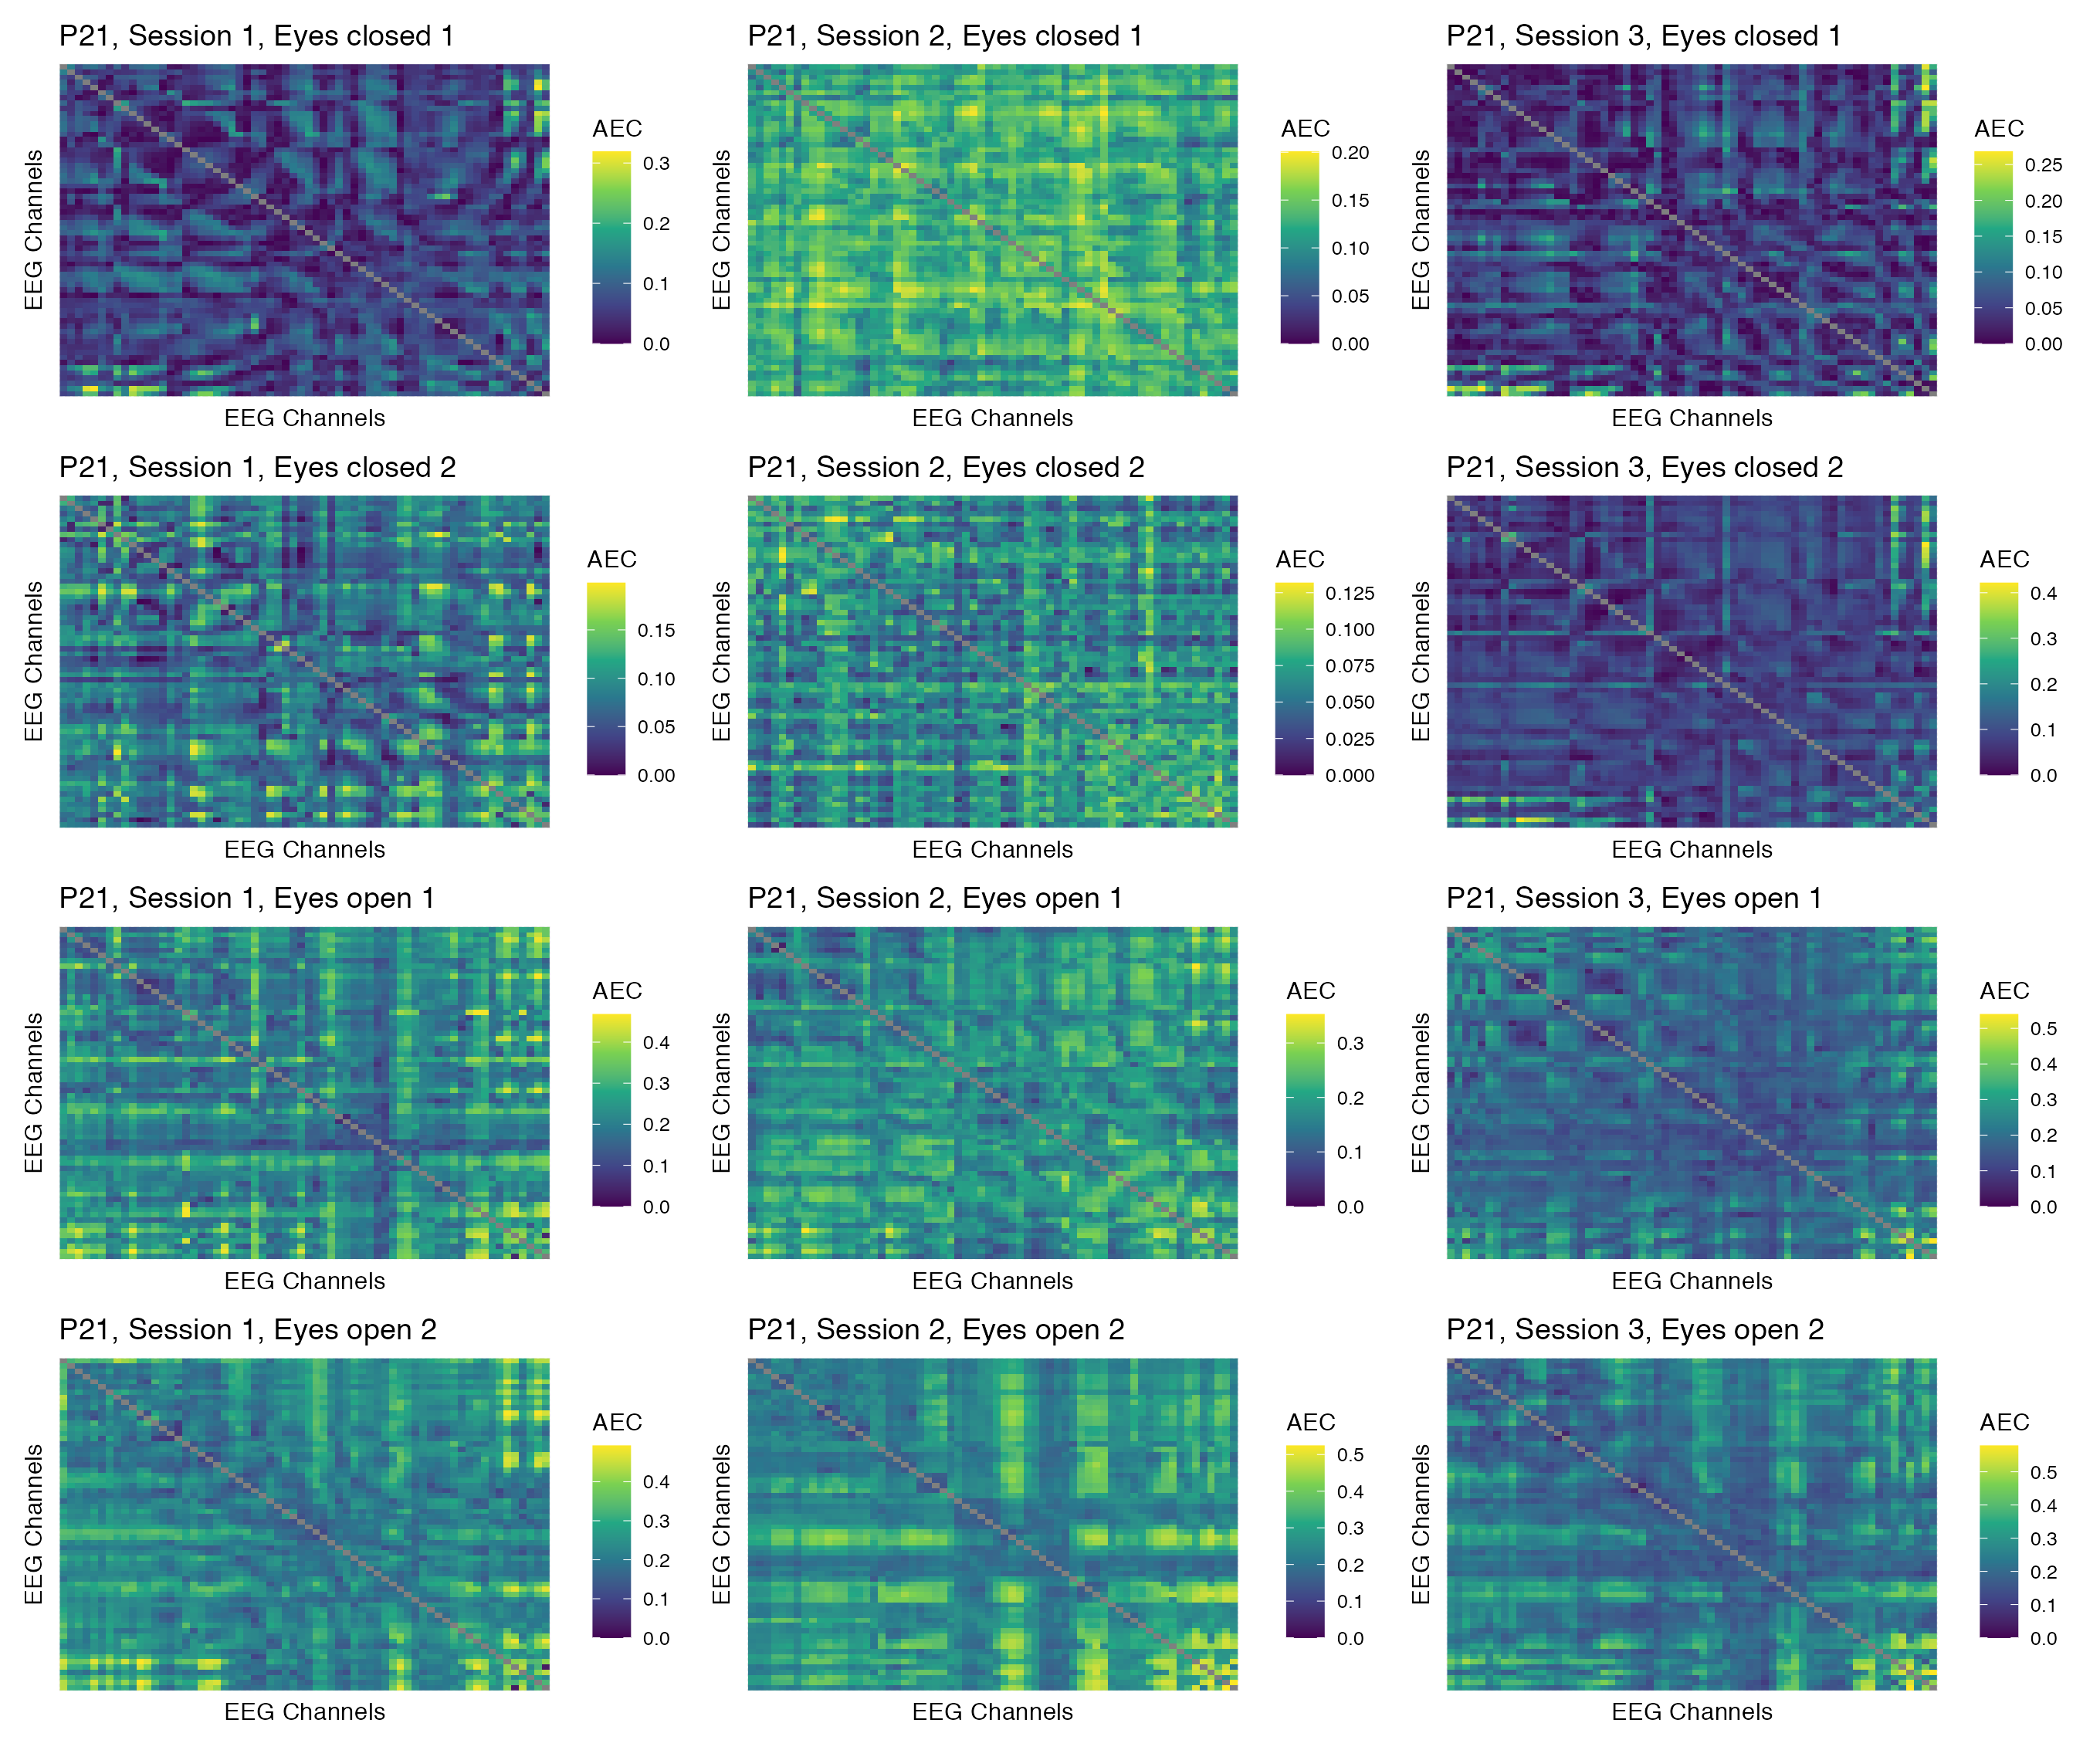 P21, Session 1, Eyes closed 1
EEG Channels
EEG Channels
AEC
0.3
0.2
0.1
0.0
P21, Session 2, Eyes closed 1
EEG Channels
EEG Channels
AEC
0.20
0.15
0.10
0.05
0.00
P21, Session 3, Eyes closed 1
EEG Channels
EEG Channels
AEC
0.25
0.20
0.15
0.10
0.05
0.00
P21, Session 1, Eyes closed 2
EEG Channels
EEG Channels
AEC
0.15
0.10
0.05
0.00
P21, Session 2, Eyes closed 2
EEG Channels
EEG Channels
AEC
0.125
0.100
0.075
0.050
0.025
0.000
P21, Session 3, Eyes closed 2
EEG Channels
EEG Channels
AEC
0.4
0.3
0.2
0.1
0.0
P21, Session 1, Eyes open 1
EEG Channels
EEG Channels
AEC
0.4
0.3
0.2
0.1
0.0
P21, Session 2, Eyes open 1
EEG Channels
EEG Channels
AEC
0.3
0.2
0.1
0.0
P21, Session 3, Eyes open 1
EEG Channels
EEG Channels
AEC
0.5
0.4
0.3
0.2
0.1
0.0
P21, Session 1, Eyes open 2
EEG Channels
EEG Channels
AEC
0.4
0.3
0.2
0.1
0.0
P21, Session 2, Eyes open 2
EEG Channels
EEG Channels
AEC
0.5
0.4
0.3
0.2
0.1
0.0
P21, Session 3, Eyes open 2
EEG Channels
EEG Channels
AEC
0.5
0.4
0.3
0.2
0.1
0.0